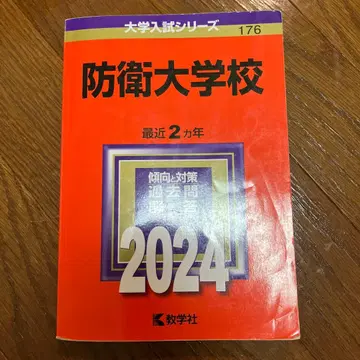 大学入試シリーズ
176
防衛大学校
最近2カ年
傾向と対策
過去問
2024
教学社